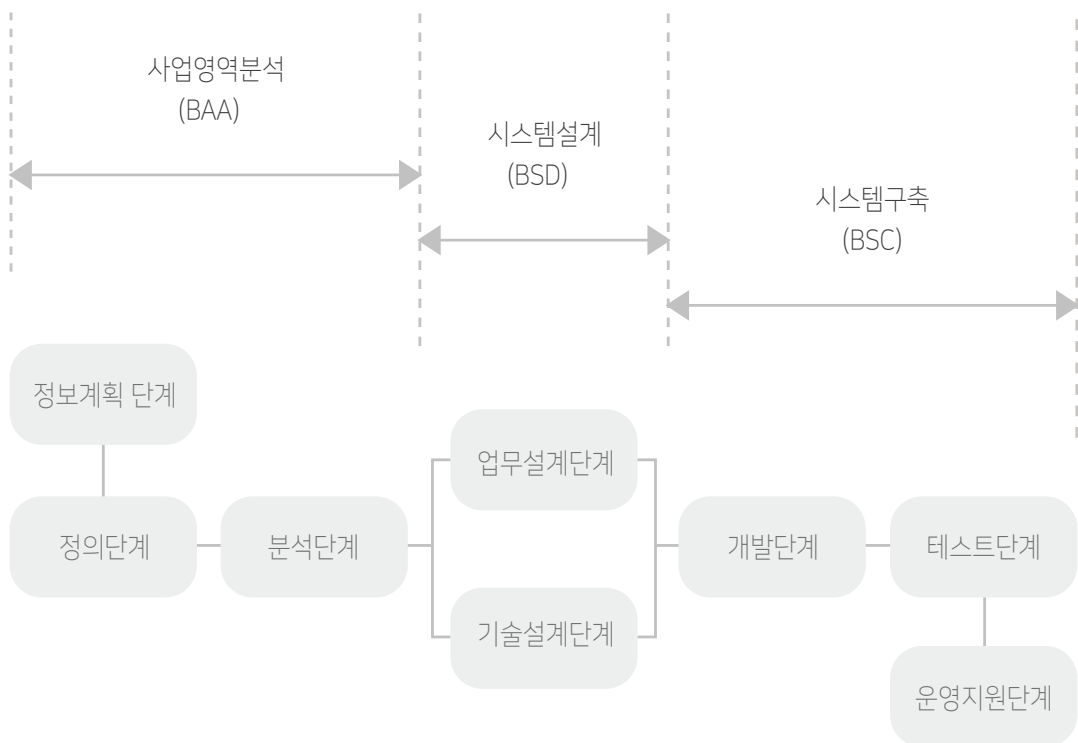 사업영역분석
(BAA)
시스템설계
(BSD)
시스템구축
(BSC)
정보계획 단계
업무설계단계
정의단계
분석단계
개발단계
테스트단계
기술설계단계
운영지원단계